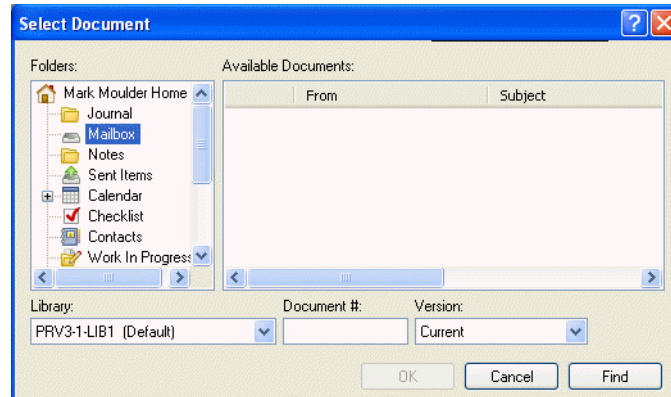 Select Document
Folders:
Available Documents:
Mark Moulder Home
Journal
Mailbox
Notes
Sent Items
Calendar
Checklist
Contacts
Work In Progress
From Subject
Library:
Document #:
Version:
PRV3-1-LIB1 (Default)
Current
OK Cancel Find